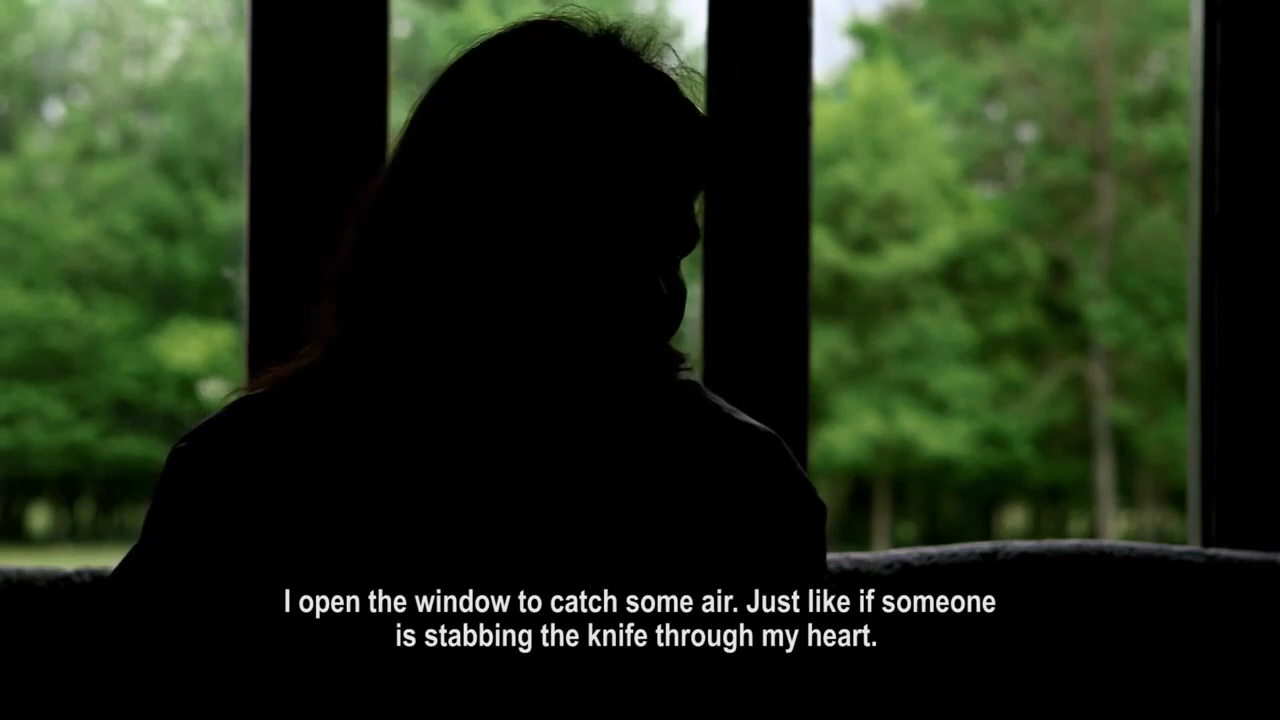 I open the window to catch some air. Just like if someone
is stabbing the knife through my heart.